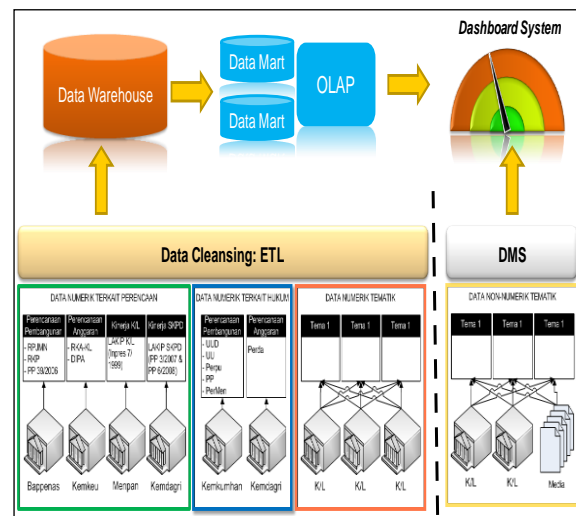 Dashboard System
Data Warehouse
Data Mart
Data Mart
OLAP
Data Cleansing: ETL
DMS
DATA NUMERIK TERKAIT PERENCAAN
Perencanaan
Pembangunan
- RPJMN
- RKP
- PP 39/2006
Perencanaan
Anggaran
- RKA-KL
- DIPA
Kinerja K/L
LAKIP K/L
(Inpres 7/
1999)
Kinerja SKPD
LAKIP SKPD
(PP 3/2007 &
PP 6/2008)
Bappenas
Kemkeu
Menpan
Kemdagri
DATA NUMERIK TERKAIT HUKUM
Perencanaan
Pembangunan
- UUD
- UU
- Perpu
- PP
- PerMen
Perencanaan
Anggaran
Perda
Kemkumhan
Kemdagri
DATA NUMERIK TEMATIK
Tema 1
Tema 1
Tema 1
K/L
K/L
K/L
DATA NON-NUMERIK TEMATIK
Tema 1
Tema 1
Tema 1
K/L
K/L
Media